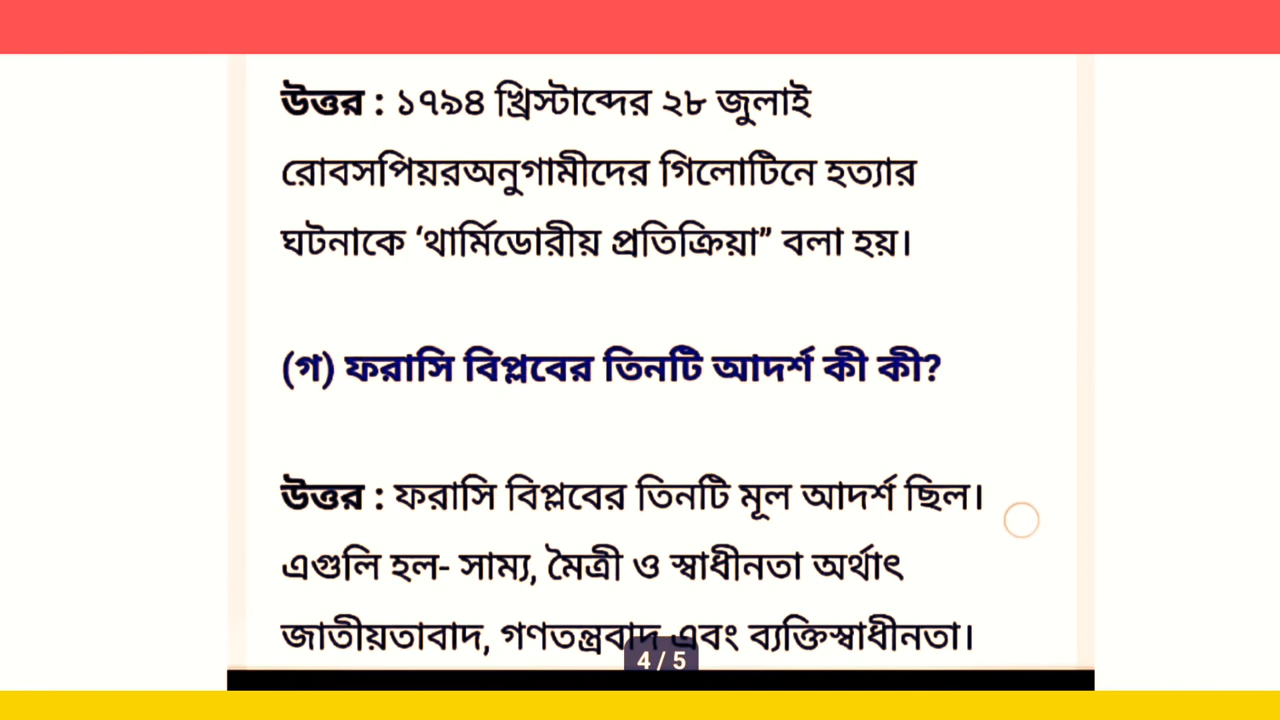 উত্তর : ১৭৯৪ খ্রিস্টাব্দের ২৮ জুলাই
রোবসপিয়রঅনুগামীদের গিলোটিনে হত্যার
ঘটনাকে ‘থার্মিডোরীয় প্রতিক্রিয়া” বলা হয়।
(গ) ফরাসি বিপ্লবের তিনটি আদর্শ কী কী?
উত্তর : ফরাসি বিপ্লবের তিনটি মূল আদর্শ ছিল।
এগুলি হল- সাম্য, মৈত্রী ও স্বাধীনতা অর্থাৎ
জাতীয়তাবাদ, গণতন্ত্রবাদ এবং ব্যক্তিস্বাধীনতা।
4 / 5